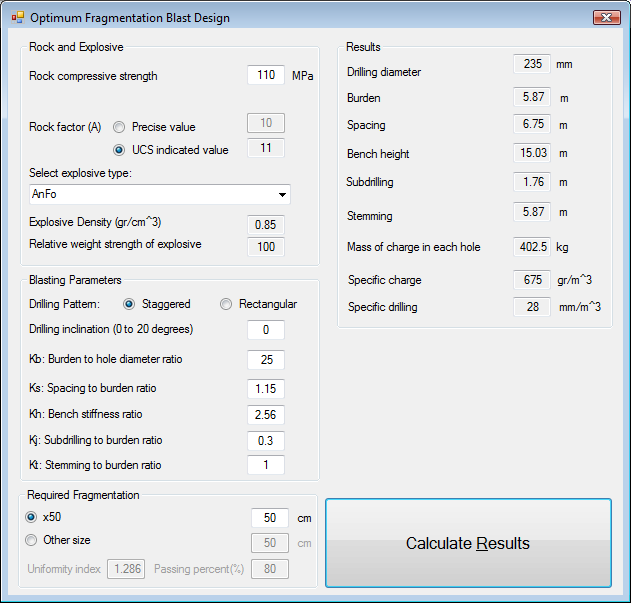 Optimum Fragmentation Blast Design
Rock and Explosive
Rock compressive strength 110 MPa
Rock factor (A) Precise value 10
UCS indicated value 11
Select explosive type:
AnFo
Explosive Density (gr/cm^3) 0.85
Relative weight strength of explosive 100
Blasting Parameters
Drilling Pattern: Staggered Rectangular
Drilling inclination (0 to 20 degrees) 0
Kb: Burden to hole diameter ratio 25
Ks: Spacing to burden ratio 1.15
Kh: Bench stiffness ratio 2.56
Kj: Subdrilling to burden ratio 0.3
Kt: Stemming to burden ratio 1
Required Fragmentation
x50 50 cm
Other size 50 cm
Uniformity index 1.286 Passing percent(%) 80
Results
Drilling diameter 235 mm
Burden 5.87 m
Spacing 6.75 m
Bench height 15.03 m
Subdrilling 1.76 m
Stemming 5.87 m
Mass of charge in each hole 402.5 kg
Specific charge 675 gr/m^3
Specific drilling 28 mm/m^3
Calculate Results